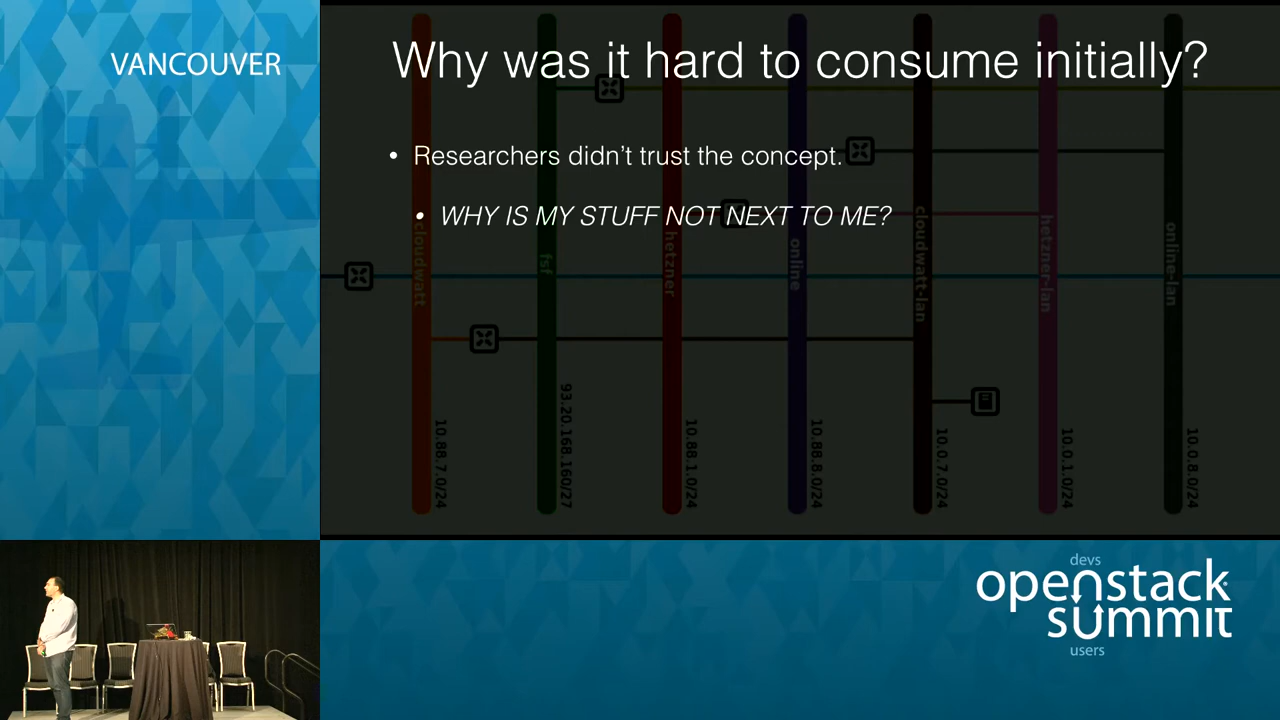 VANCOUVER
Why was it hard to consume initially?
• Researchers didn't trust the concept.
• WHY IS MY STUFF NOT NEXT TO ME?
cloudwatt
fsf
hetzner
online
cloudwatt-lan
hetzner-lan
online-lan
10.88.7.0/24
93.20.168.160/27
10.88.1.0/24
10.88.8.0/24
10.0.7.0/24
10.0.1.0/24
10.0.8.0/24
devs
openstack
summit
users